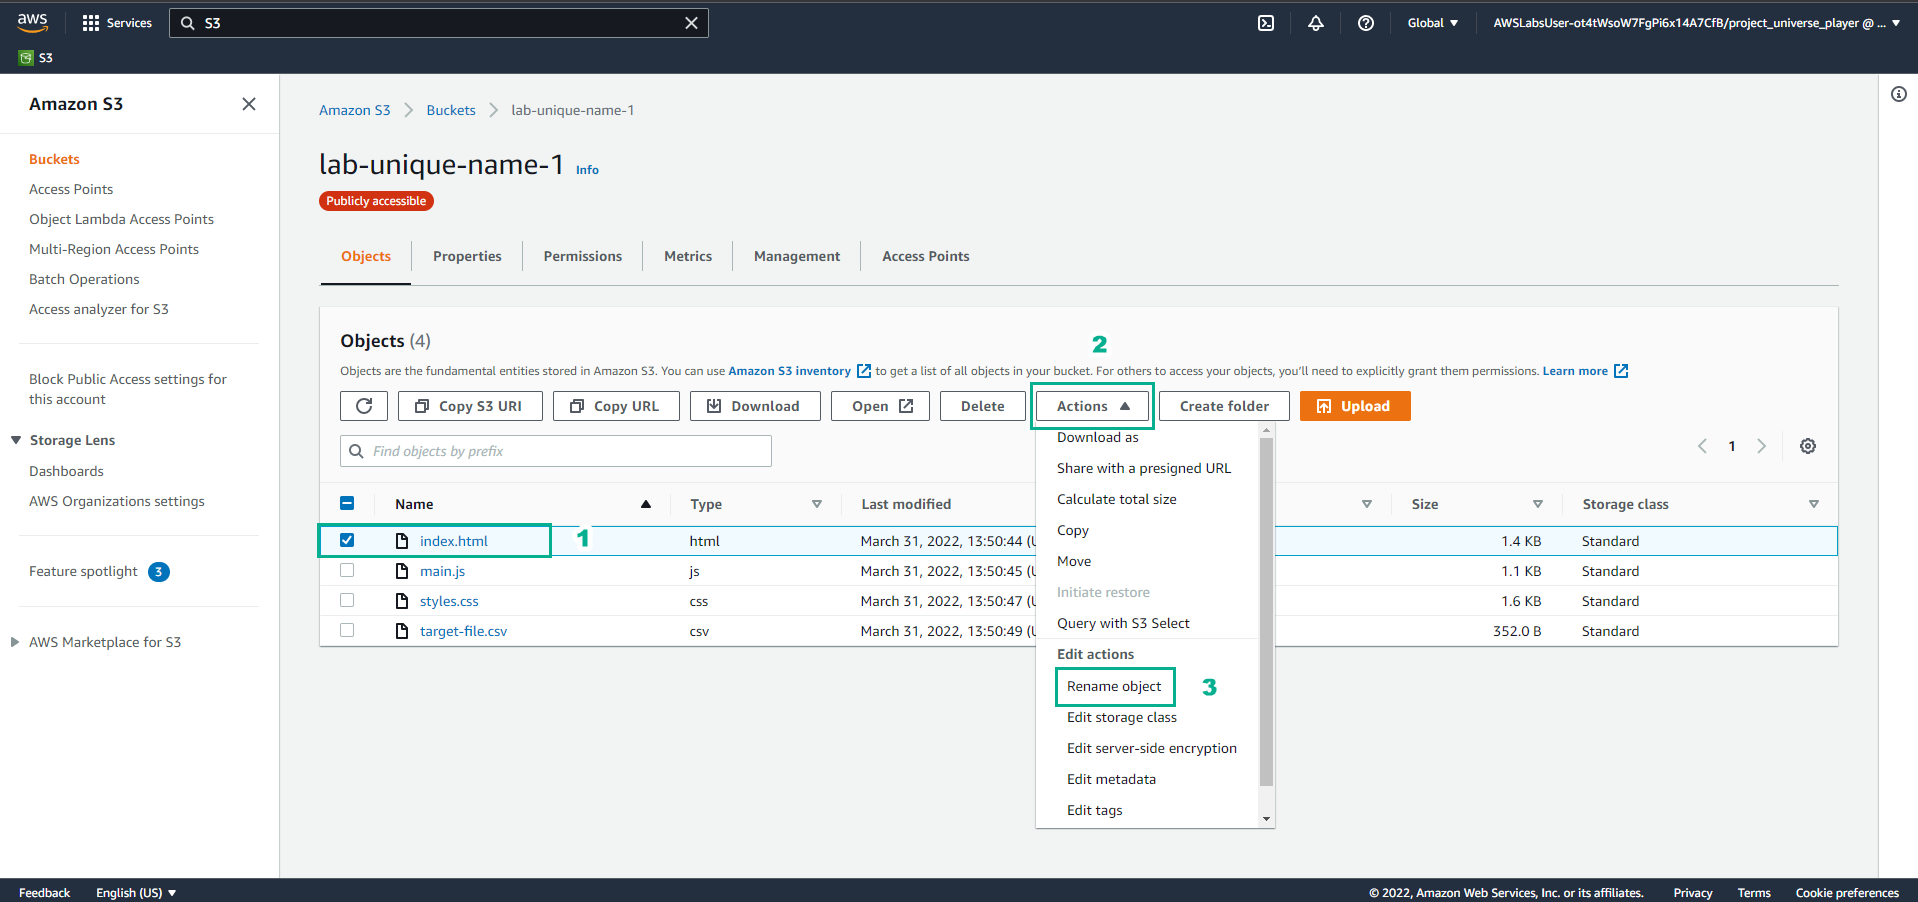 aws
Services
S3
Global
AWSLabsUser-ot4tWsoW7FgPi6x14A7CfB/project_universe_player @ ...
S3
Amazon S3
Buckets
Access Points
Object Lambda Access Points
Multi-Region Access Points
Batch Operations
Access analyzer for S3
Block Public Access settings for
this account
Storage Lens
Dashboards
AWS Organizations settings
Feature spotlight 3
AWS Marketplace for S3
Amazon S3 > Buckets > lab-unique-name-1
lab-unique-name-1 Info
Publicly accessible
Objects Properties Permissions Metrics Management Access Points
Objects (4)
2
Objects are the fundamental entities stored in Amazon S3. You can use Amazon S3 inventory to get a list of all objects in your bucket. For others to access your objects, you'll need to explicitly grant them permissions. Learn more
Copy S3 URI Copy URL Download Open Delete Actions Create folder Upload
Find objects by prefix
1
Name Type Last modified Size Storage class
index.html 1 html March 31, 2022, 13:50:44 (U 1.4 KB Standard
main.js js March 31, 2022, 13:50:45 (U 1.1 KB Standard
styles.css css March 31, 2022, 13:50:47 (U 1.6 KB Standard
target-file.csv csv March 31, 2022, 13:50:49 (U 352.0 B Standard
Download as
Share with a presigned URL
Calculate total size
Copy
Move
Initiate restore
Query with S3 Select
Edit actions
Rename object 3
Edit storage class
Edit server-side encryption
Edit metadata
Edit tags
Feedback English (US) © 2022, Amazon Web Services, Inc. or its affiliates. Privacy Terms Cookie preferences